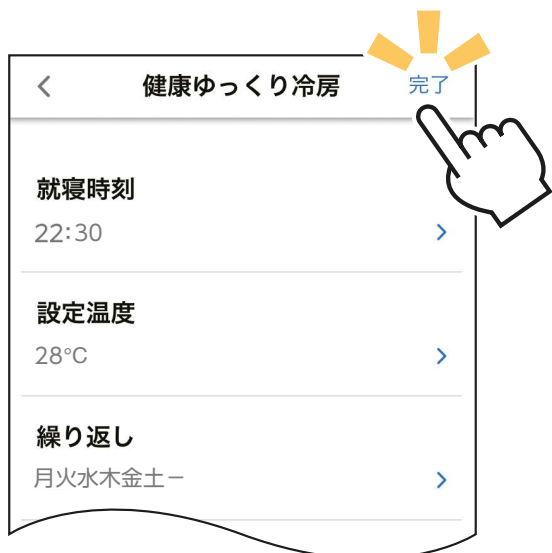 健康ゆっくり冷房 完了
就寝時刻
22:30
設定温度
28℃
繰り返し
月火水木金土－